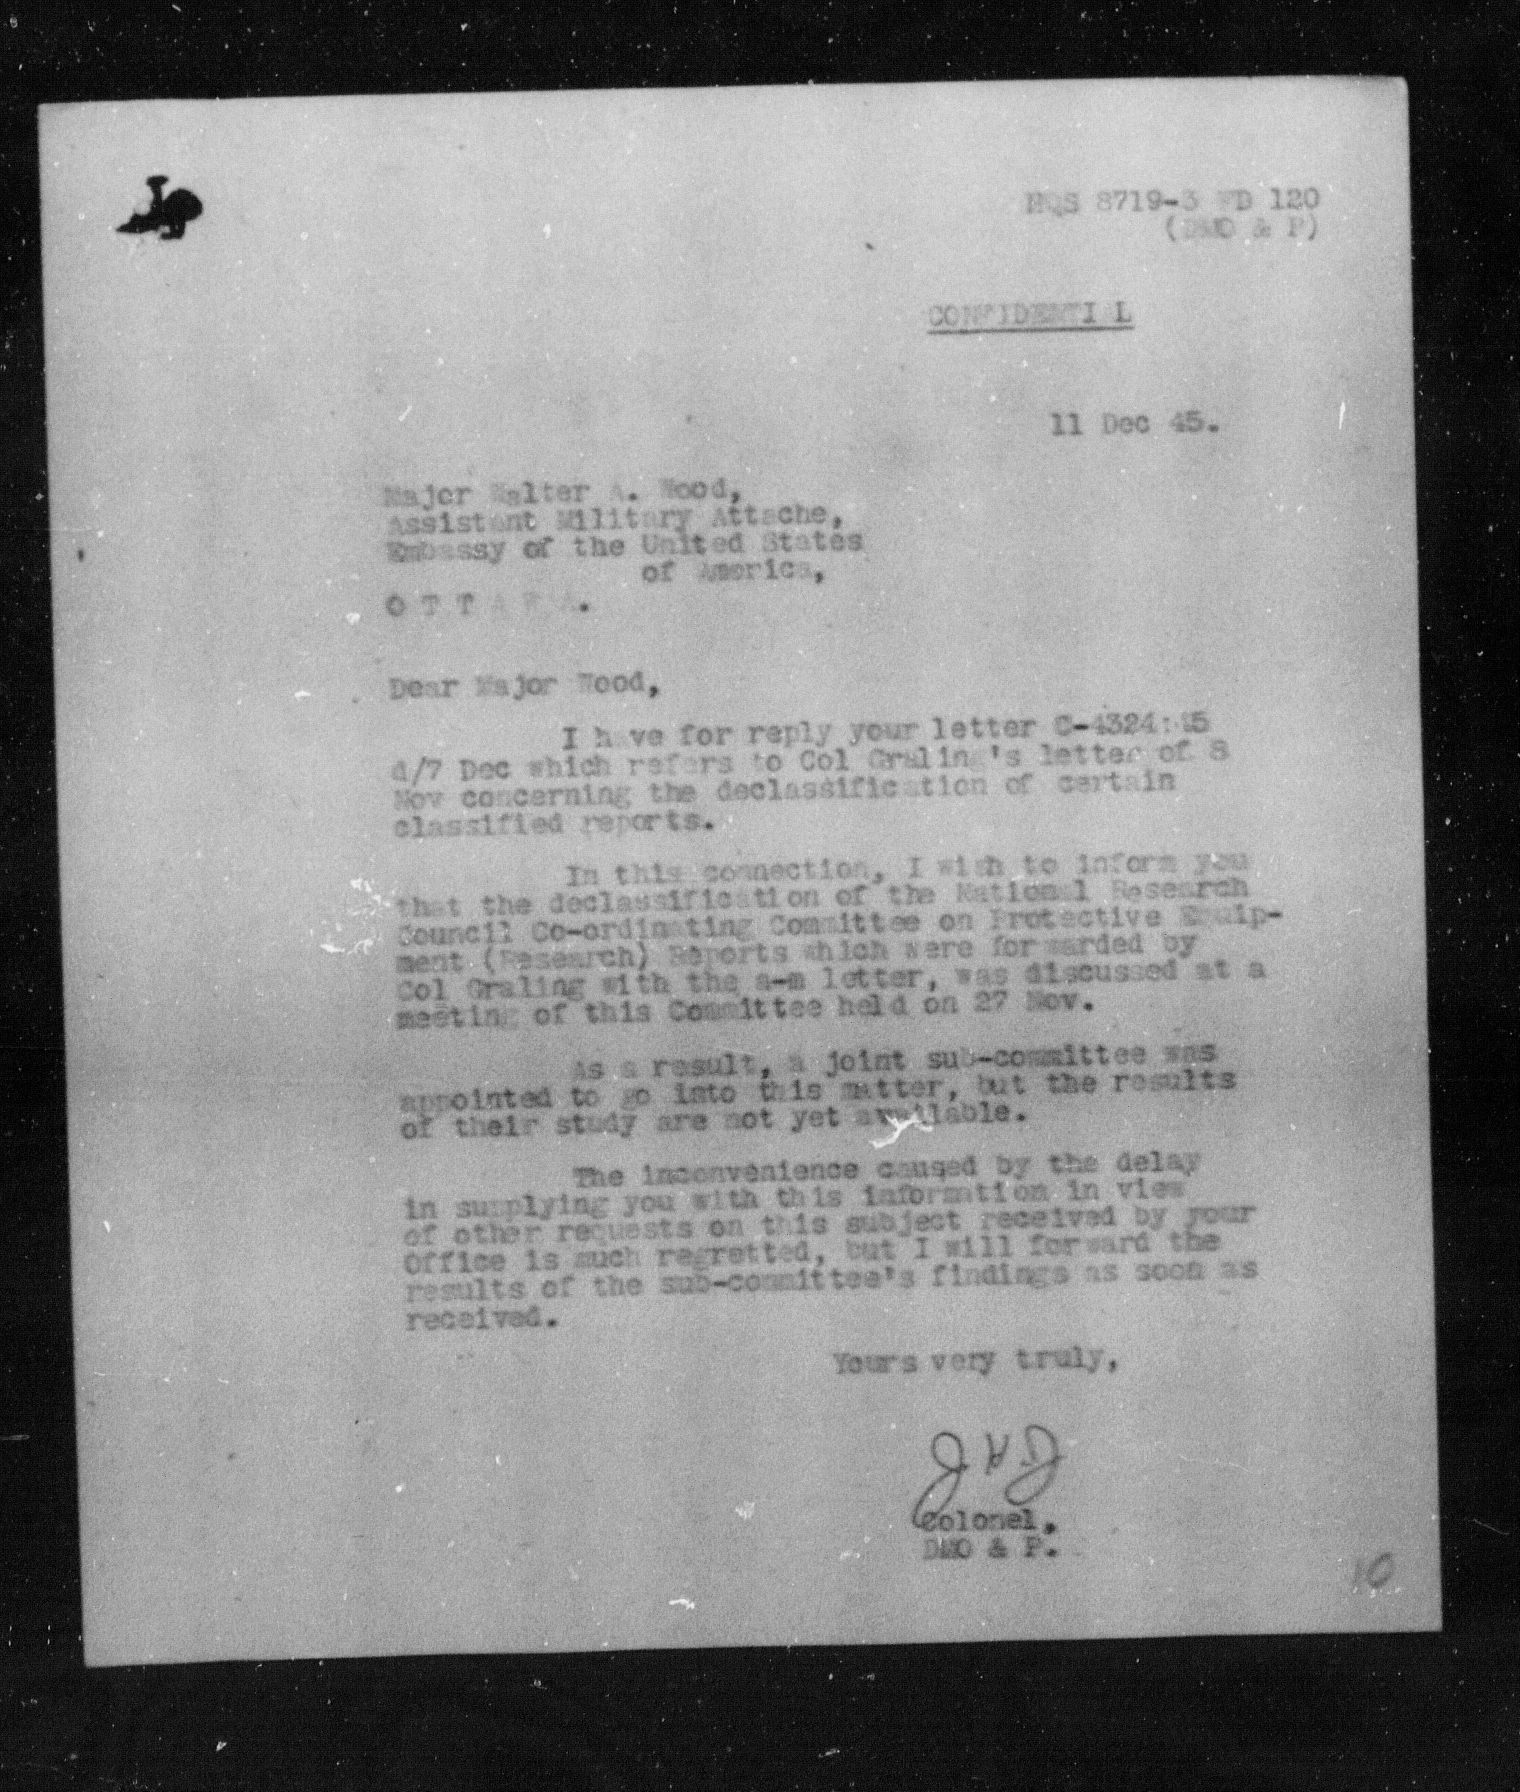 HQS 8719-3 FD 120
(DMO & P)
CONFIDENTIAL
11 Dec 45.
Major Walter A. Wood,
Assistant Military Attache,
Embassy of the United States
of America,
O T T A W A.
Dear Major Wood,
I have for reply your letter C-4324:45
d/7 Dec which refers to Col Graling's letter of 8
Nov concerning the declassification of certain
classified reports.
In this connection, I wish to inform you
that the declassification of the National Research
Council Co-ordinating Committee on Protective Equip-
ment (Research) Reports which were forwarded by
Col Graling with the a-m letter, was discussed at a
meeting of this Committee held on 27 Nov.
As a result, a joint sub-committee was
appointed to go into this matter, but the results
of their study are not yet available.
The inconvenience caused by the delay
in supplying you with this information in view
of other requests on this subject received by your
Office is much regretted, but I will forward the
results of the sub-committee's findings as soon as
received.
Yours very truly,
Colonel,
DMO & P.
10